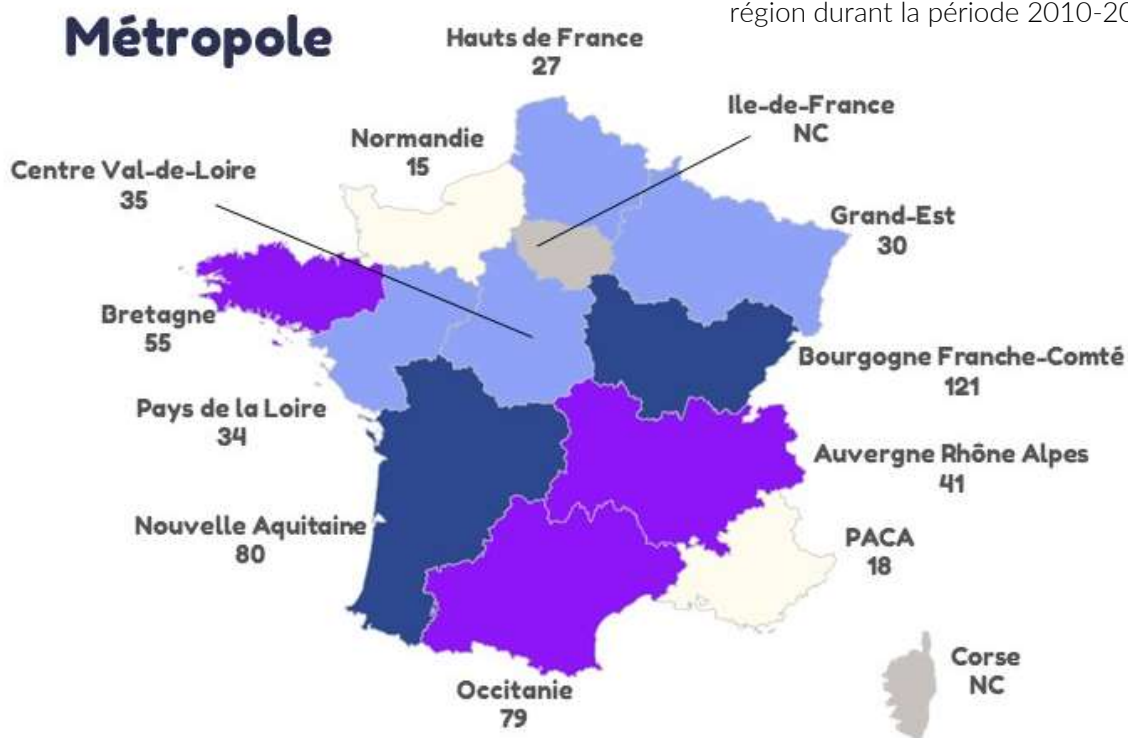 région durant la période 2010-20
Métropole
Hauts de France
27
Ile-de-France
NC
Normandie
15
Centre Val-de-Loire
35
Grand-Est
30
Bretagne
55
Bourgogne Franche-Comté
121
Pays de la Loire
34
Auvergne Rhône Alpes
41
Nouvelle Aquitaine
80
PACA
18
Corse
NC
Occitanie
79